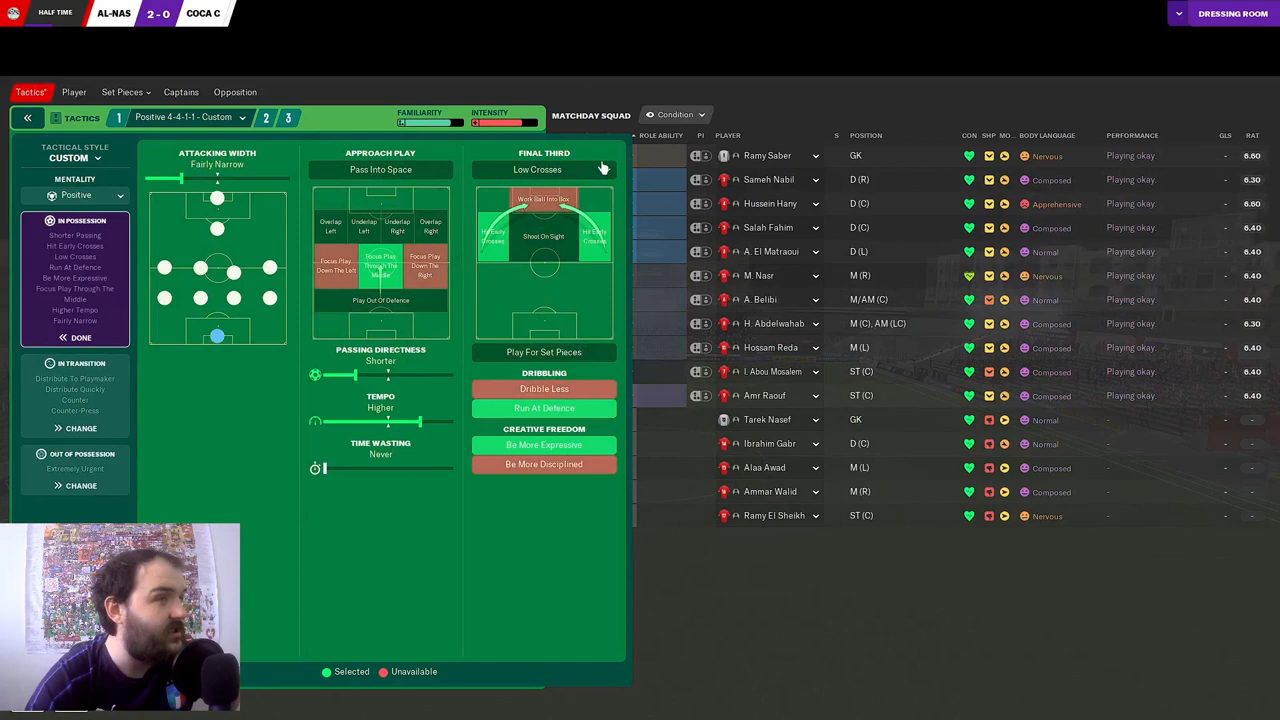 HALF TIME
AL-NAS
2 - 0
COCA C
DRESSING ROOM
Tactics*
Player
Set Pieces
Captains
Opposition
TACTICS
1
Positive 4-4-1-1 - Custom
2
3
FAMILIARITY
INTENSITY
MATCHDAY SQUAD
Condition
TACTICAL STYLE
CUSTOM
MENTALITY
Positive
IN POSSESSION
Shorter Passing
Hit Early Crosses
Low Crosses
Run At Defence
Be More Expressive
Focus Play Through The
Middle
Higher Tempo
Fairly Narrow
DONE
IN TRANSITION
Distribute To Playmaker
Distribute Quickly
Counter
Counter-Press
CHANGE
OUT OF POSSESSION
Extremely Urgent
CHANGE
ATTACKING WIDTH
Fairly Narrow
APPROACH PLAY
Pass Into Space
Overlap
Left
Underlap
Left
Underlap
Right
Overlap
Right
Focus Play
Down The Left
Focus Play
Through The
Middle
Focus Play
Down The
Right
Play Out Of Defence
PASSING DIRECTNESS
Shorter
TEMPO
Higher
TIME WASTING
Never
FINAL THIRD
Low Crosses
Work Ball Into Box
Hit Early
Crosses
Shoot On Sight
Hit Early
Crosses
Play For Set Pieces
DRIBBLING
Dribble Less
Run At Defence
CREATIVE FREEDOM
Be More Expressive
Be More Disciplined
Selected
Unavailable
ROLE ABILITY PI PLAYER S POSITION CON SHP MO... BODY LANGUAGE PERFORMANCE GLS RAT
Ramy Saber GK Nervous Playing okay. - 6.60
Sameh Nabil D (R) Composed Playing okay. - 6.30
Hussein Hany D (C) Apprehensive Playing okay. - 6.60
Salah Fahim D (C) Composed Playing okay. - 6.40
A. El Matraoui D (L) Composed Playing okay. - 6.40
M. Nasr M (R) Nervous Playing okay. - 6.40
A. Belibi M/AM (C) Normal Playing okay. - 6.40
H. Abdelwahab M (C), AM (LC) Composed Playing okay. - 6.30
Hossam Reda M (L) Composed Playing okay. - 6.40
I. Abou Mosalem ST (C) Composed Playing okay. - 6.40
Amr Raouf ST (C) Composed Playing okay. - 6.40
Tarek Nasef GK Normal - - -
Ibrahim Gabr D (C) Normal - - -
Alaa Awad M (L) Composed - - -
Ammar Walid M (R) Composed - - -
Ramy El Sheikh ST (C) Nervous - - -